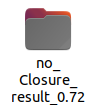 no_
Closure_
result_0.72